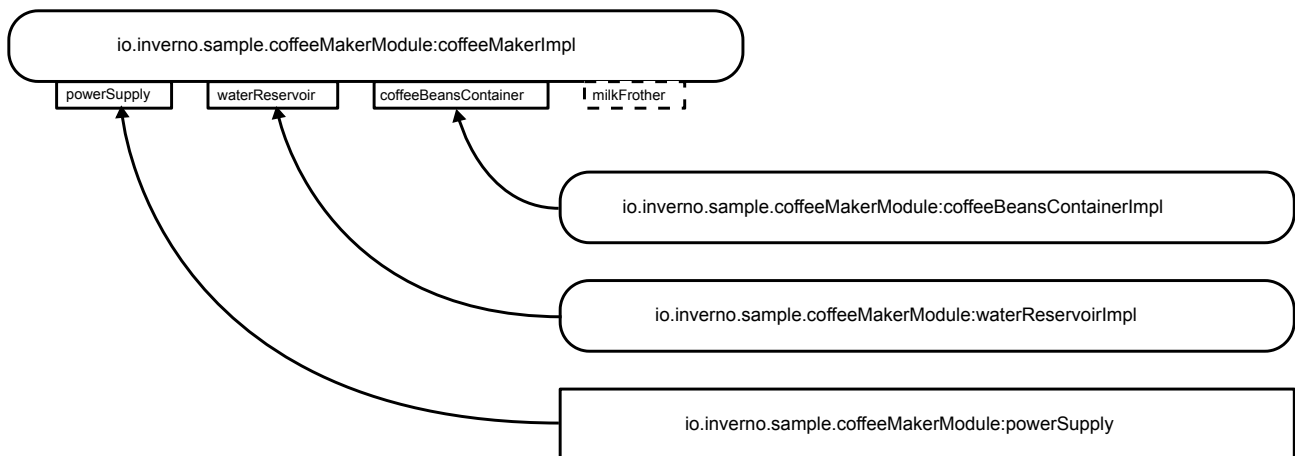 io.inverno.sample.coffeeMakerModule:coffeeMakerImpl
powerSupply
waterReservoir
coffeeBeansContainer
milkFrother
io.inverno.sample.coffeeMakerModule:coffeeBeansContainerImpl
io.inverno.sample.coffeeMakerModule:waterReservoirImpl
io.inverno.sample.coffeeMakerModule:powerSupply